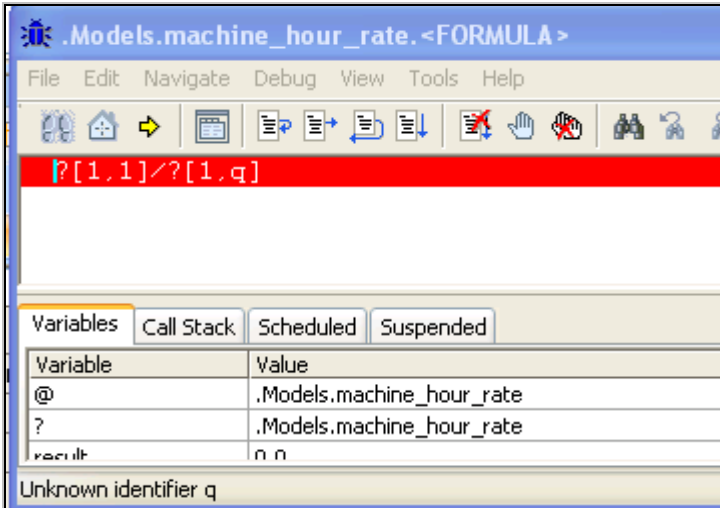 .Models.machine_hour_rate.<FORMULA>
File Edit Navigate Debug View Tools Help
?[1,1]/?[1,q]
Variables Call Stack Scheduled Suspended
Variable Value
@ .Models.machine_hour_rate
? .Models.machine_hour_rate
result 0.0
Unknown identifier q